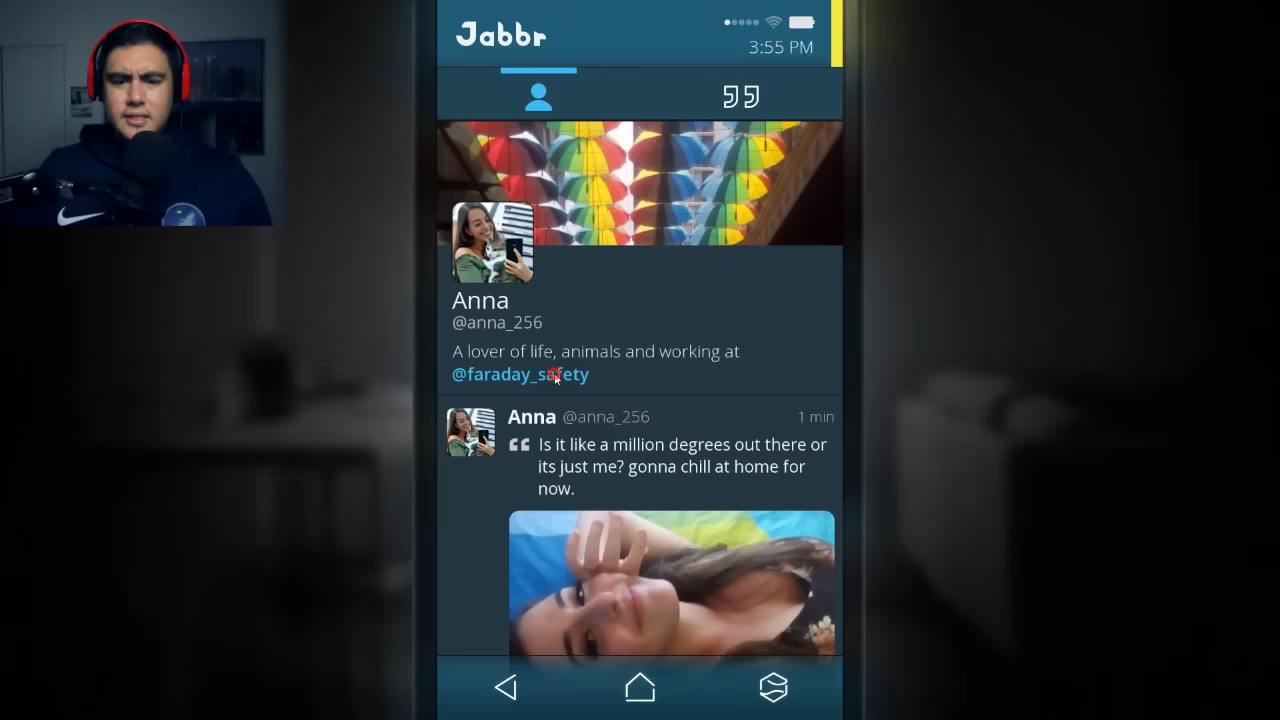 Jabbr
3:55 PM
Anna
@anna_256
A lover of life, animals and working at
@faraday_safety
Anna @anna_256 1 min
Is it like a million degrees out there or
its just me? gonna chill at home for
now.